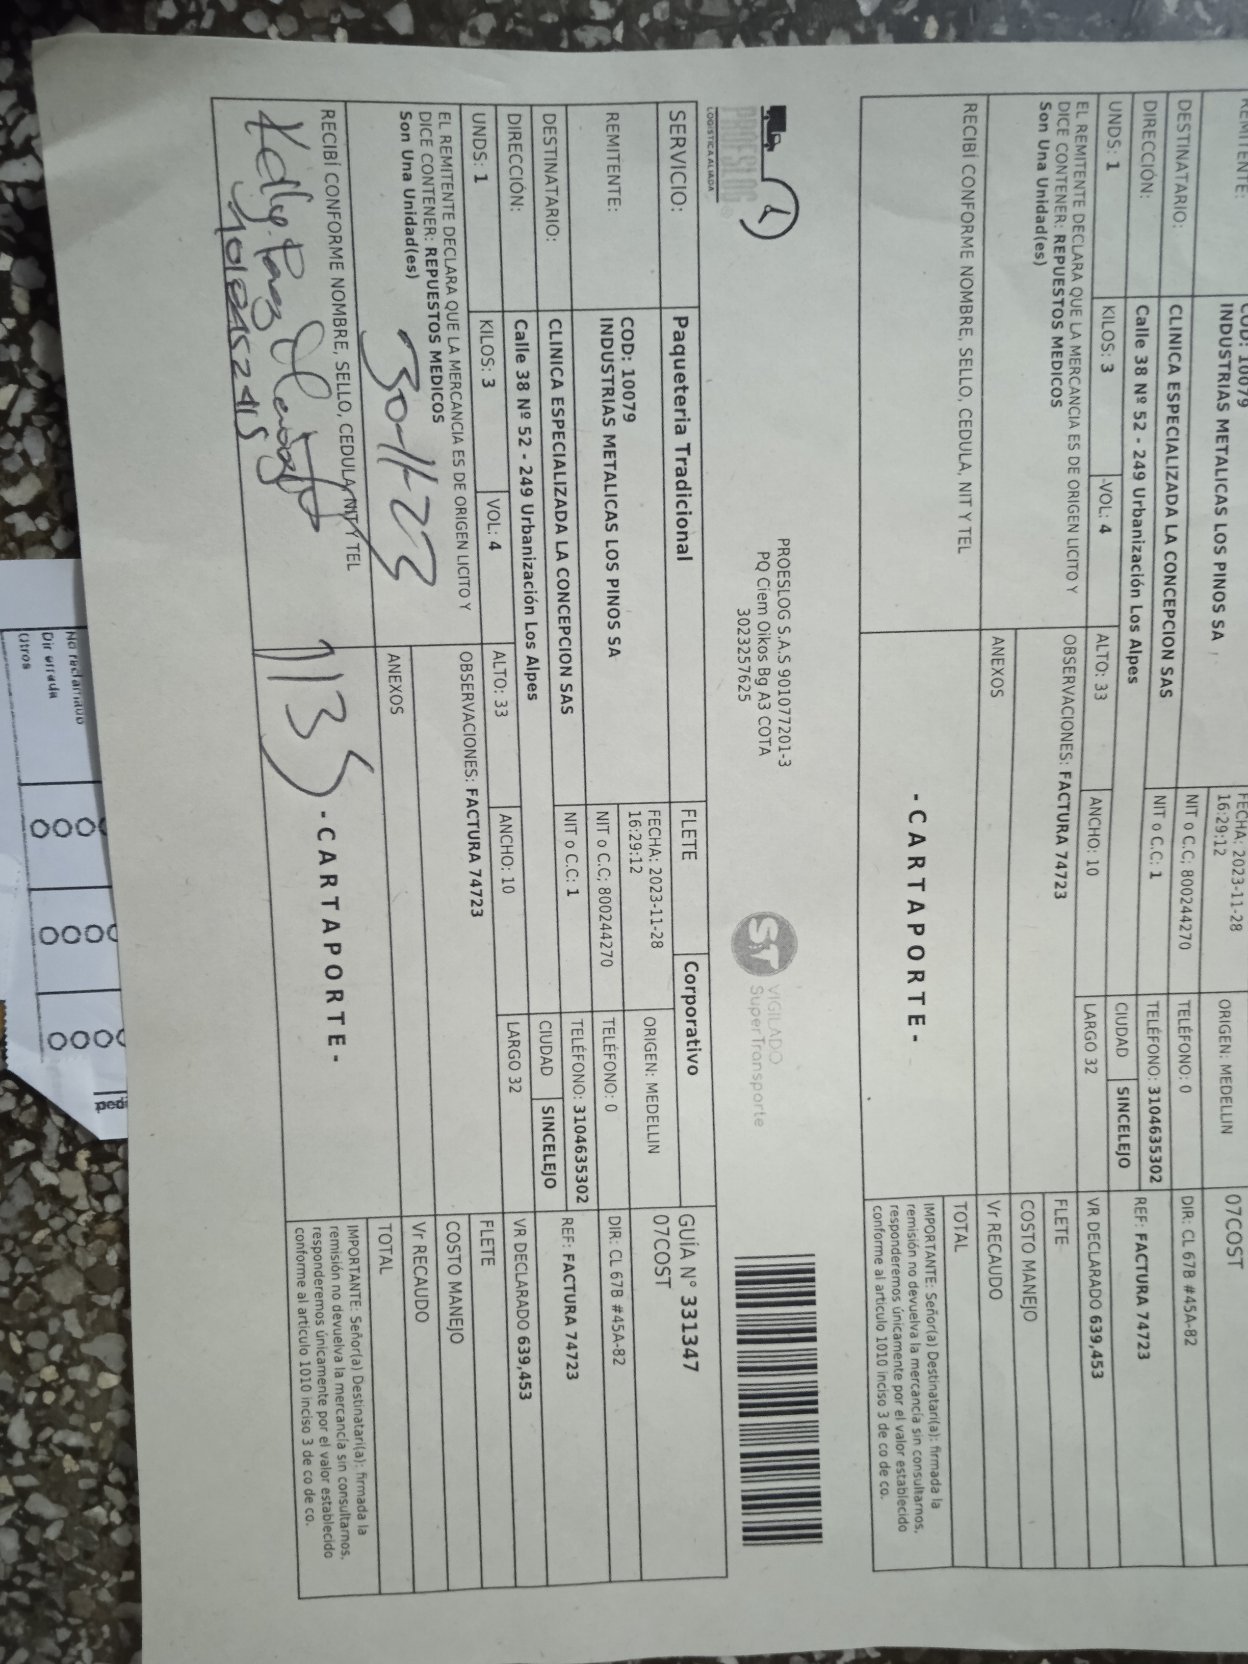 PROESLOG
LOGISTICA ALIADA
PROESLOG S.A.S 901077201-3
PQ Ciem Oikos Bg A3 COTA
3023257625
ST
VIGILADO
SuperTransporte
SERVICIO: Paqueteria Tradicional FLETE Corporativo GUÍA N° 331347
07COST
REMITENTE: COD: 10079
INDUSTRIAS METALICAS LOS PINOS SA
FECHA: 2023-11-28
16:29:12
ORIGEN: MEDELLIN
NIT o C.C: 800244270 TELÉFONO: 0 DIR: CL 67B #45A-82
DESTINATARIO: CLINICA ESPECIALIZADA LA CONCEPCION SAS NIT o C.C: 1 TELÉFONO: 3104635302 REF: FACTURA 74723
DIRECCIÓN: Calle 38 Nº 52 - 249 Urbanización Los Alpes CIUDAD SINCELEJO
UNDS: 1 KILOS: 3 VOL: 4 ALTO: 33 ANCHO: 10 LARGO 32 VR DECLARADO 639,453
EL REMITENTE DECLARA QUE LA MERCANCIA ES DE ORIGEN LICITO Y
DICE CONTENER: REPUESTOS MEDICOS
Son Una Unidad(es)
30-11-23
OBSERVACIONES: FACTURA 74723
FLETE
COSTO MANEJO
ANEXOS
Vr RECAUDO
TOTAL
RECIBÍ CONFORME NOMBRE, SELLO, CEDULA, NIT Y TEL
- C A R T A P O R T E -
IMPORTANTE: Señor(a) Destinatari(a): firmada la
remisión no devuelva la mercancía sin consultarnos,
responderemos únicamente por el valor establecido
conforme al articulo 1010 inciso 3 de co de co.
REMITENTE: COD: 10079
INDUSTRIAS METALICAS LOS PINOS SA
FECHA: 2023-11-28
16:29:12
ORIGEN: MEDELLIN
07COST
NIT o C.C: 800244270 TELÉFONO: 0 DIR: CL 67B #45A-82
DESTINATARIO: CLINICA ESPECIALIZADA LA CONCEPCION SAS NIT o C.C: 1 TELÉFONO: 3104635302 REF: FACTURA 74723
DIRECCIÓN: Calle 38 Nº 52 - 249 Urbanización Los Alpes CIUDAD SINCELEJO
UNDS: 1 KILOS: 3 VOL: 4 ALTO: 33 ANCHO: 10 LARGO 32 VR DECLARADO 639,453
EL REMITENTE DECLARA QUE LA MERCANCIA ES DE ORIGEN LICITO Y
DICE CONTENER: REPUESTOS MEDICOS
Son Una Unidad(es)
OBSERVACIONES: FACTURA 74723
FLETE
COSTO MANEJO
ANEXOS
Vr RECAUDO
TOTAL
RECIBÍ CONFORME NOMBRE, SELLO, CEDULA, NIT Y TEL
- C A R T A P O R T E -
IMPORTANTE: Señor(a) Destinatari(a): firmada la
remisión no devuelva la mercancía sin consultarnos,
responderemos únicamente por el valor establecido
conforme al articulo 1010 inciso 3 de co de co.
No reclamado
Dir errada
Otros